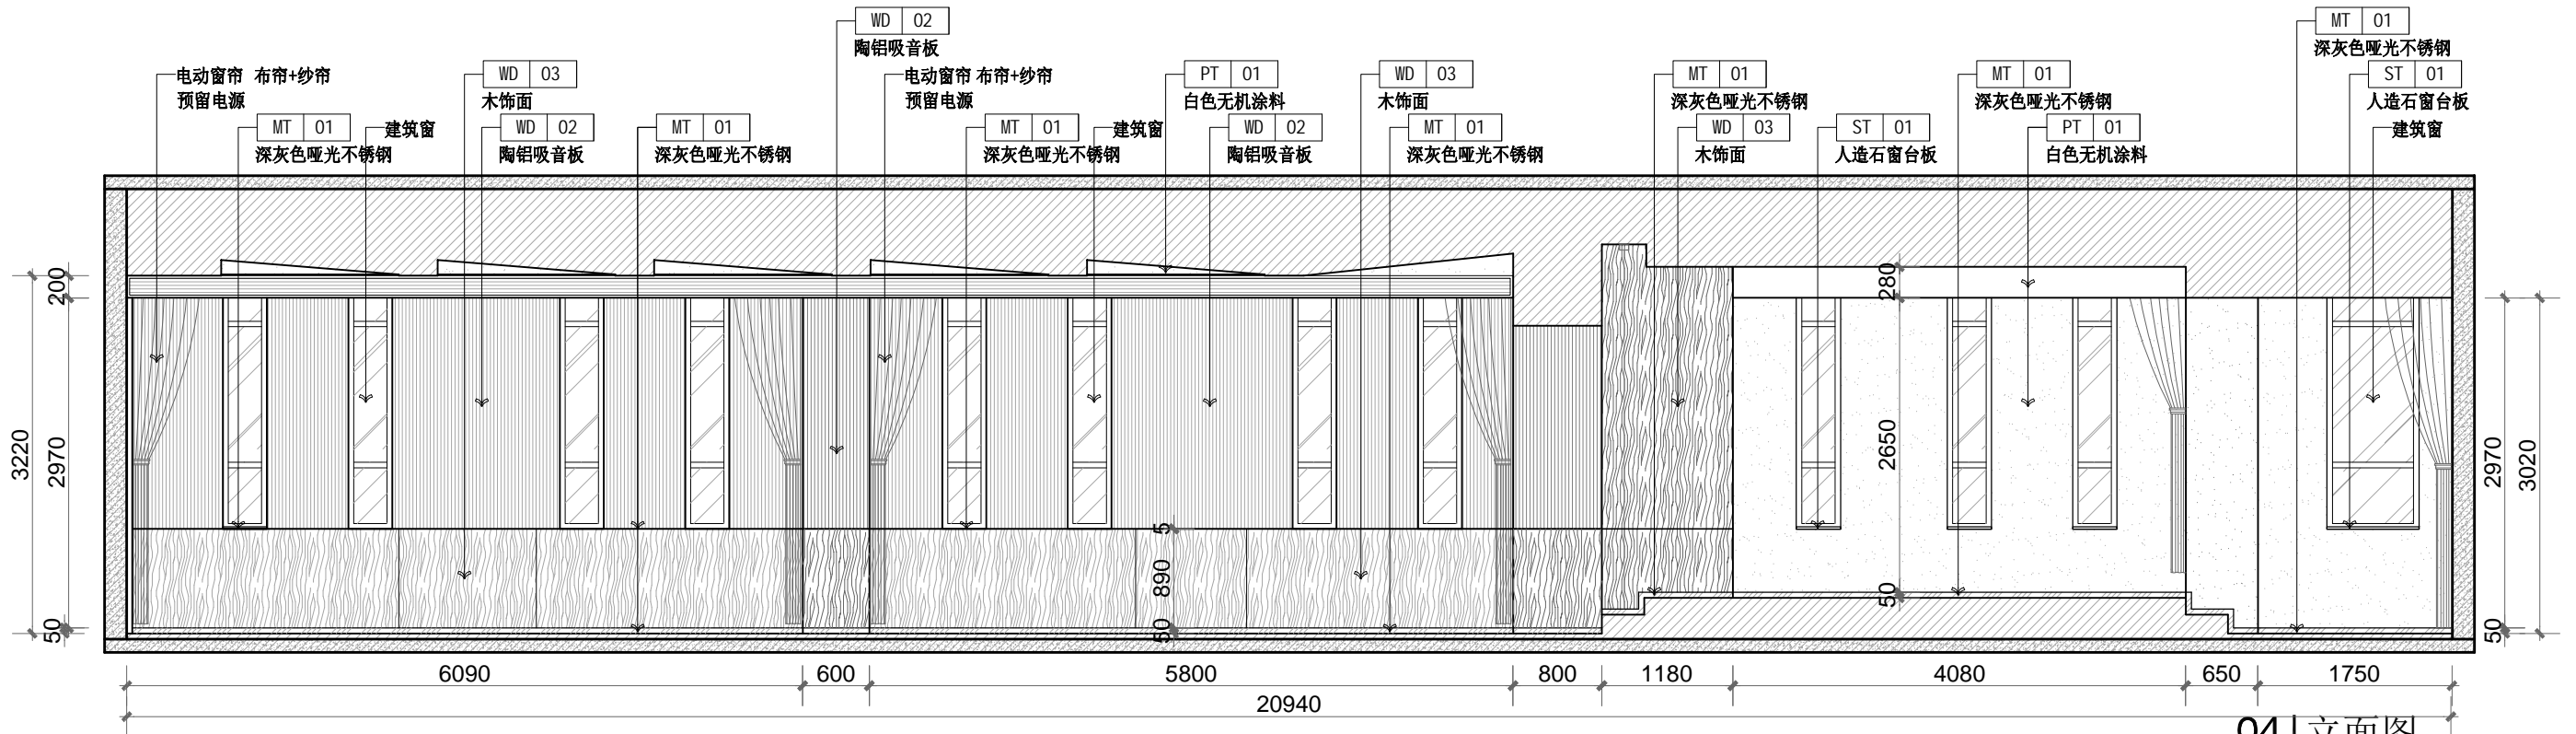 WD 02
陶铝吸音板
MT 01
深灰色哑光不锈钢
电动窗帘 布帘+纱帘
预留电源
WD 03
木饰面
电动窗帘 布帘+纱帘
预留电源
PT 01
白色无机涂料
WD 03
木饰面
MT 01
深灰色哑光不锈钢
MT 01
深灰色哑光不锈钢
ST 01
人造石窗台板
MT 01
深灰色哑光不锈钢
建筑窗
WD 02
陶铝吸音板
MT 01
深灰色哑光不锈钢
MT 01
深灰色哑光不锈钢
建筑窗
WD 02
陶铝吸音板
MT 01
深灰色哑光不锈钢
WD 03
木饰面
ST 01
人造石窗台板
PT 01
白色无机涂料
建筑窗
3220
200
2970
50
5
890
50
280
2650
50
2970
50
3020
6090
600
5800
800
1180
4080
650
1750
20940
04 立面图